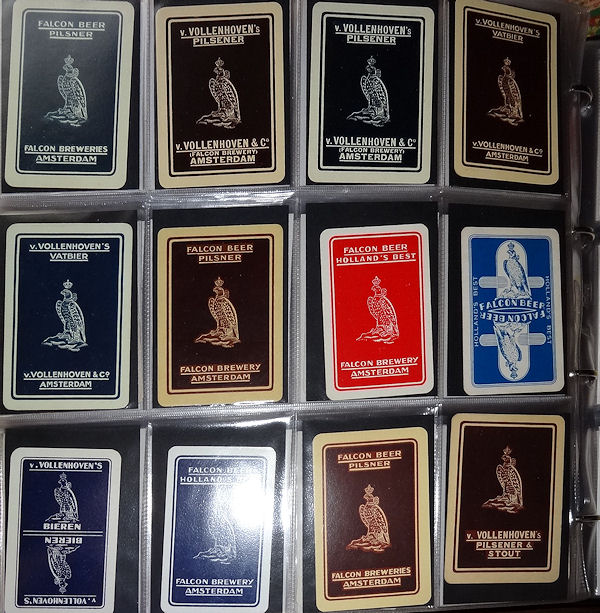 FALCON BEER
PILSNER
FALCON BREWERIES
AMSTERDAM
v. VOLLENHOVEN's
PILSENER
v. VOLLENHOVEN & Co
(FALCON BREWERY)
AMSTERDAM
v. VOLLENHOVEN's
PILSENER
v. VOLLENHOVEN & Co
(FALCON BREWERY)
AMSTERDAM
v. VOLLENHOVEN's
VATBIER
v. VOLLENHOVEN & Co
AMSTERDAM
v. VOLLENHOVEN's
VATBIER
v. VOLLENHOVEN & Co
AMSTERDAM
FALCON BEER
PILSNER
FALCON BREWERY
AMSTERDAM
FALCON BEER
HOLLAND'S BEST
FALCON BREWERY
AMSTERDAM
FALCON BEER
HOLLAND'S BEST
FALCON BEER
HOLLAND'S BEST
v. VOLLENHOVEN'S
BIEREN
BIEREN
v. VOLLENHOVEN'S
FALCON BEER
HOLLAND'S BEST
FALCON BREWERY
AMSTERDAM
FALCON BEER
PILSNER
FALCON BREWERIES
AMSTERDAM
v. VOLLENHOVEN's
PILSENER &
STOUT